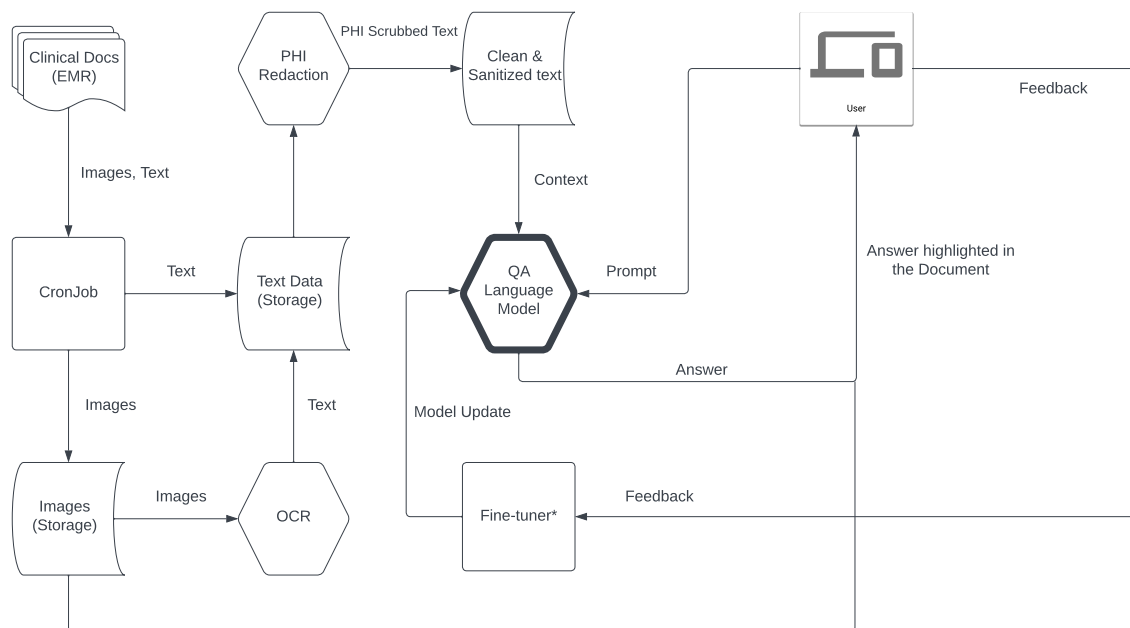 Clinical Docs
(EMR)
PHI
Redaction
PHI Scrubbed Text
Clean &
Sanitized text
User
Feedback
Images, Text
Context
CronJob
Text
Text Data
(Storage)
QA
Language
Model
Prompt
Answer highlighted in
the Document
Images
Text
Model Update
Answer
Images
(Storage)
Images
OCR
Fine-tuner*
Feedback